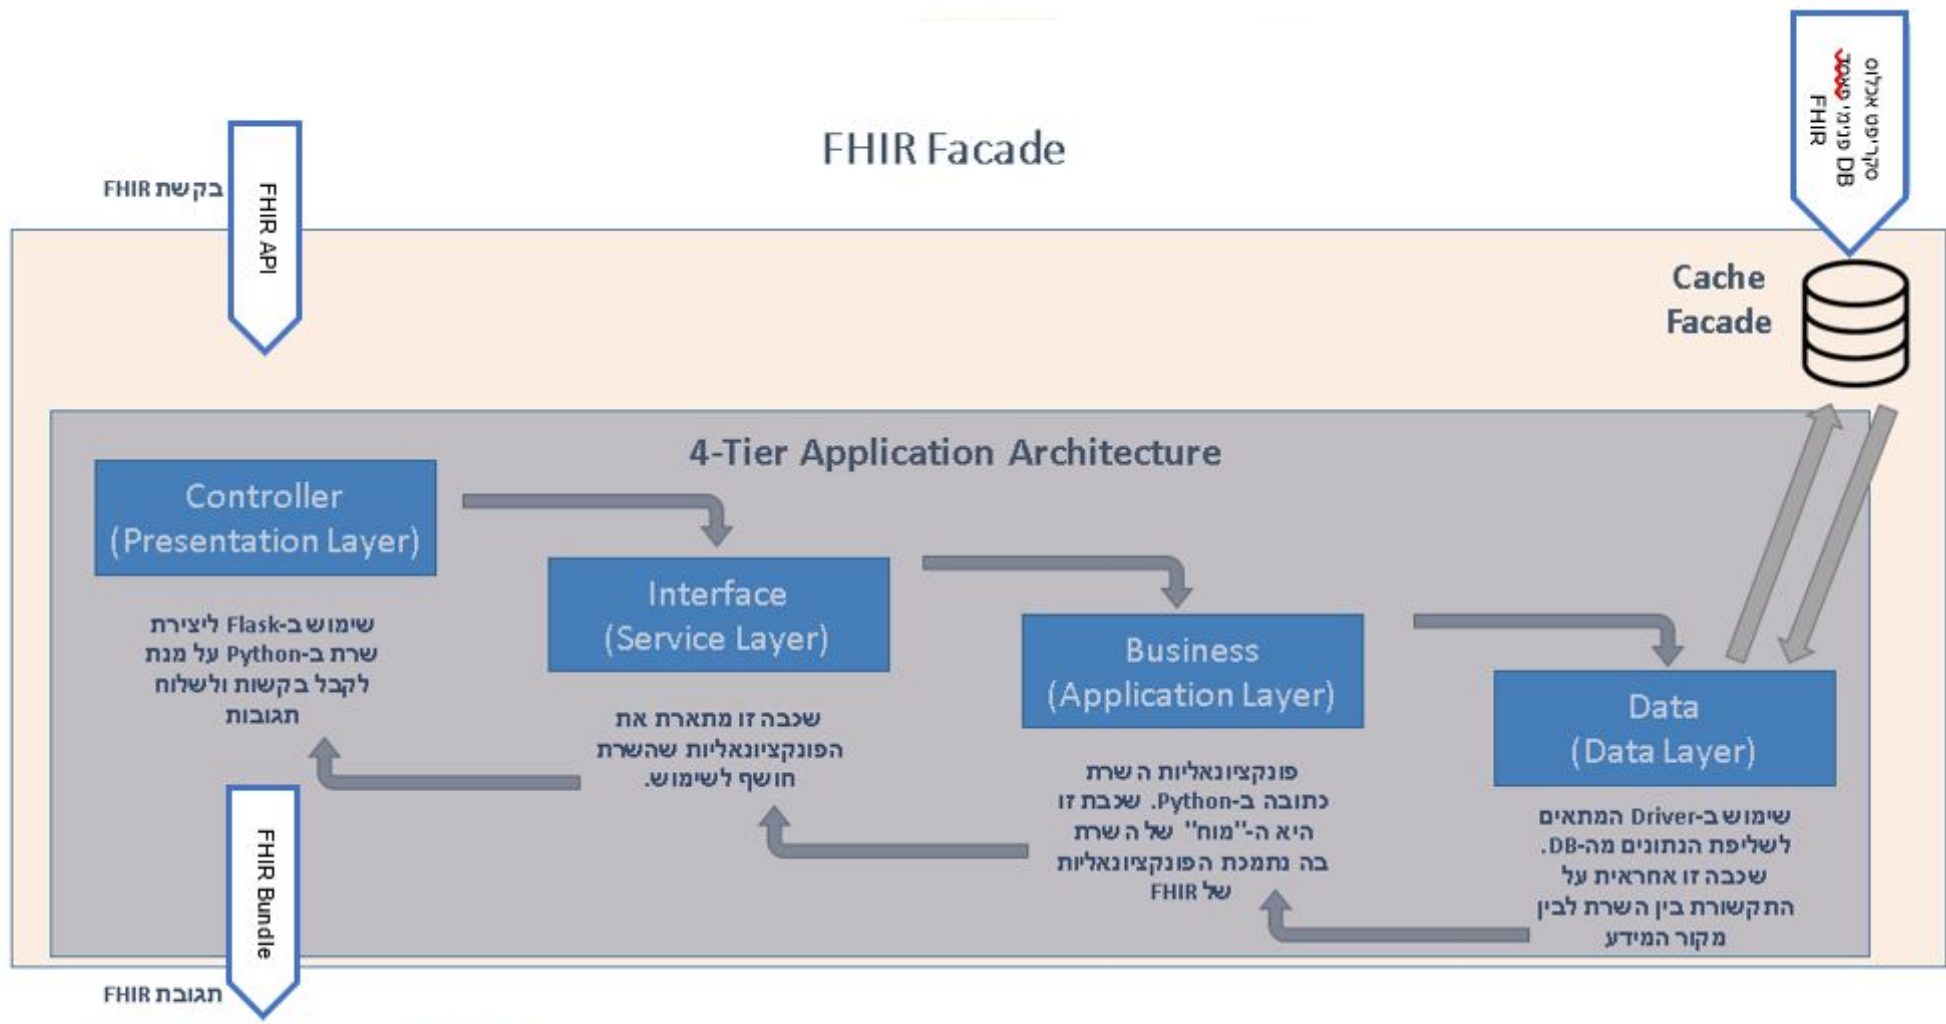 סקריפט אכלוס
DB פנימי פאסד
FHIR
FHIR Facade
בקשת FHIR
FHIR API
Cache
Facade
4-Tier Application Architecture
Controller
(Presentation Layer)
שימוש ב-Flask ליצירת
שרת ב-Python על מנת
לקבל בקשות ולשלוח
תגובות
Interface
(Service Layer)
שכבה זו מתארת את
הפונקציונאליות שהשרת
חושף לשימוש.
Business
(Application Layer)
פונקציונאליות השרת
כתובה ב-Python. שכבת זו
היא ה-"מוח" של השרת
בה נתמכת הפונקציונאליות
של FHIR
Data
(Data Layer)
שימוש ב-Driver המתאים
לשליפת הנתונים מה-DB.
שכבה זו אחראית על
התקשורת בין השרת לבין
מקור המידע
FHIR Bundle
תגובת FHIR